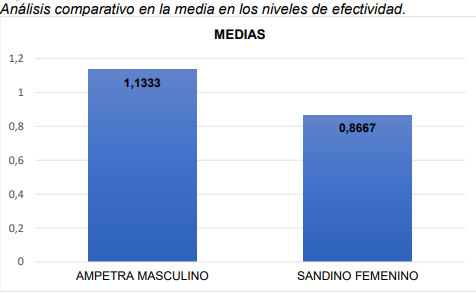 Análisis comparativo en la media en los niveles de efectividad.
MEDIAS
1,2
1
0,8
0,6
0,4
0,2
0
1,1333
0,8667
AMPETRA MASCULINO
SANDINO FEMENINO